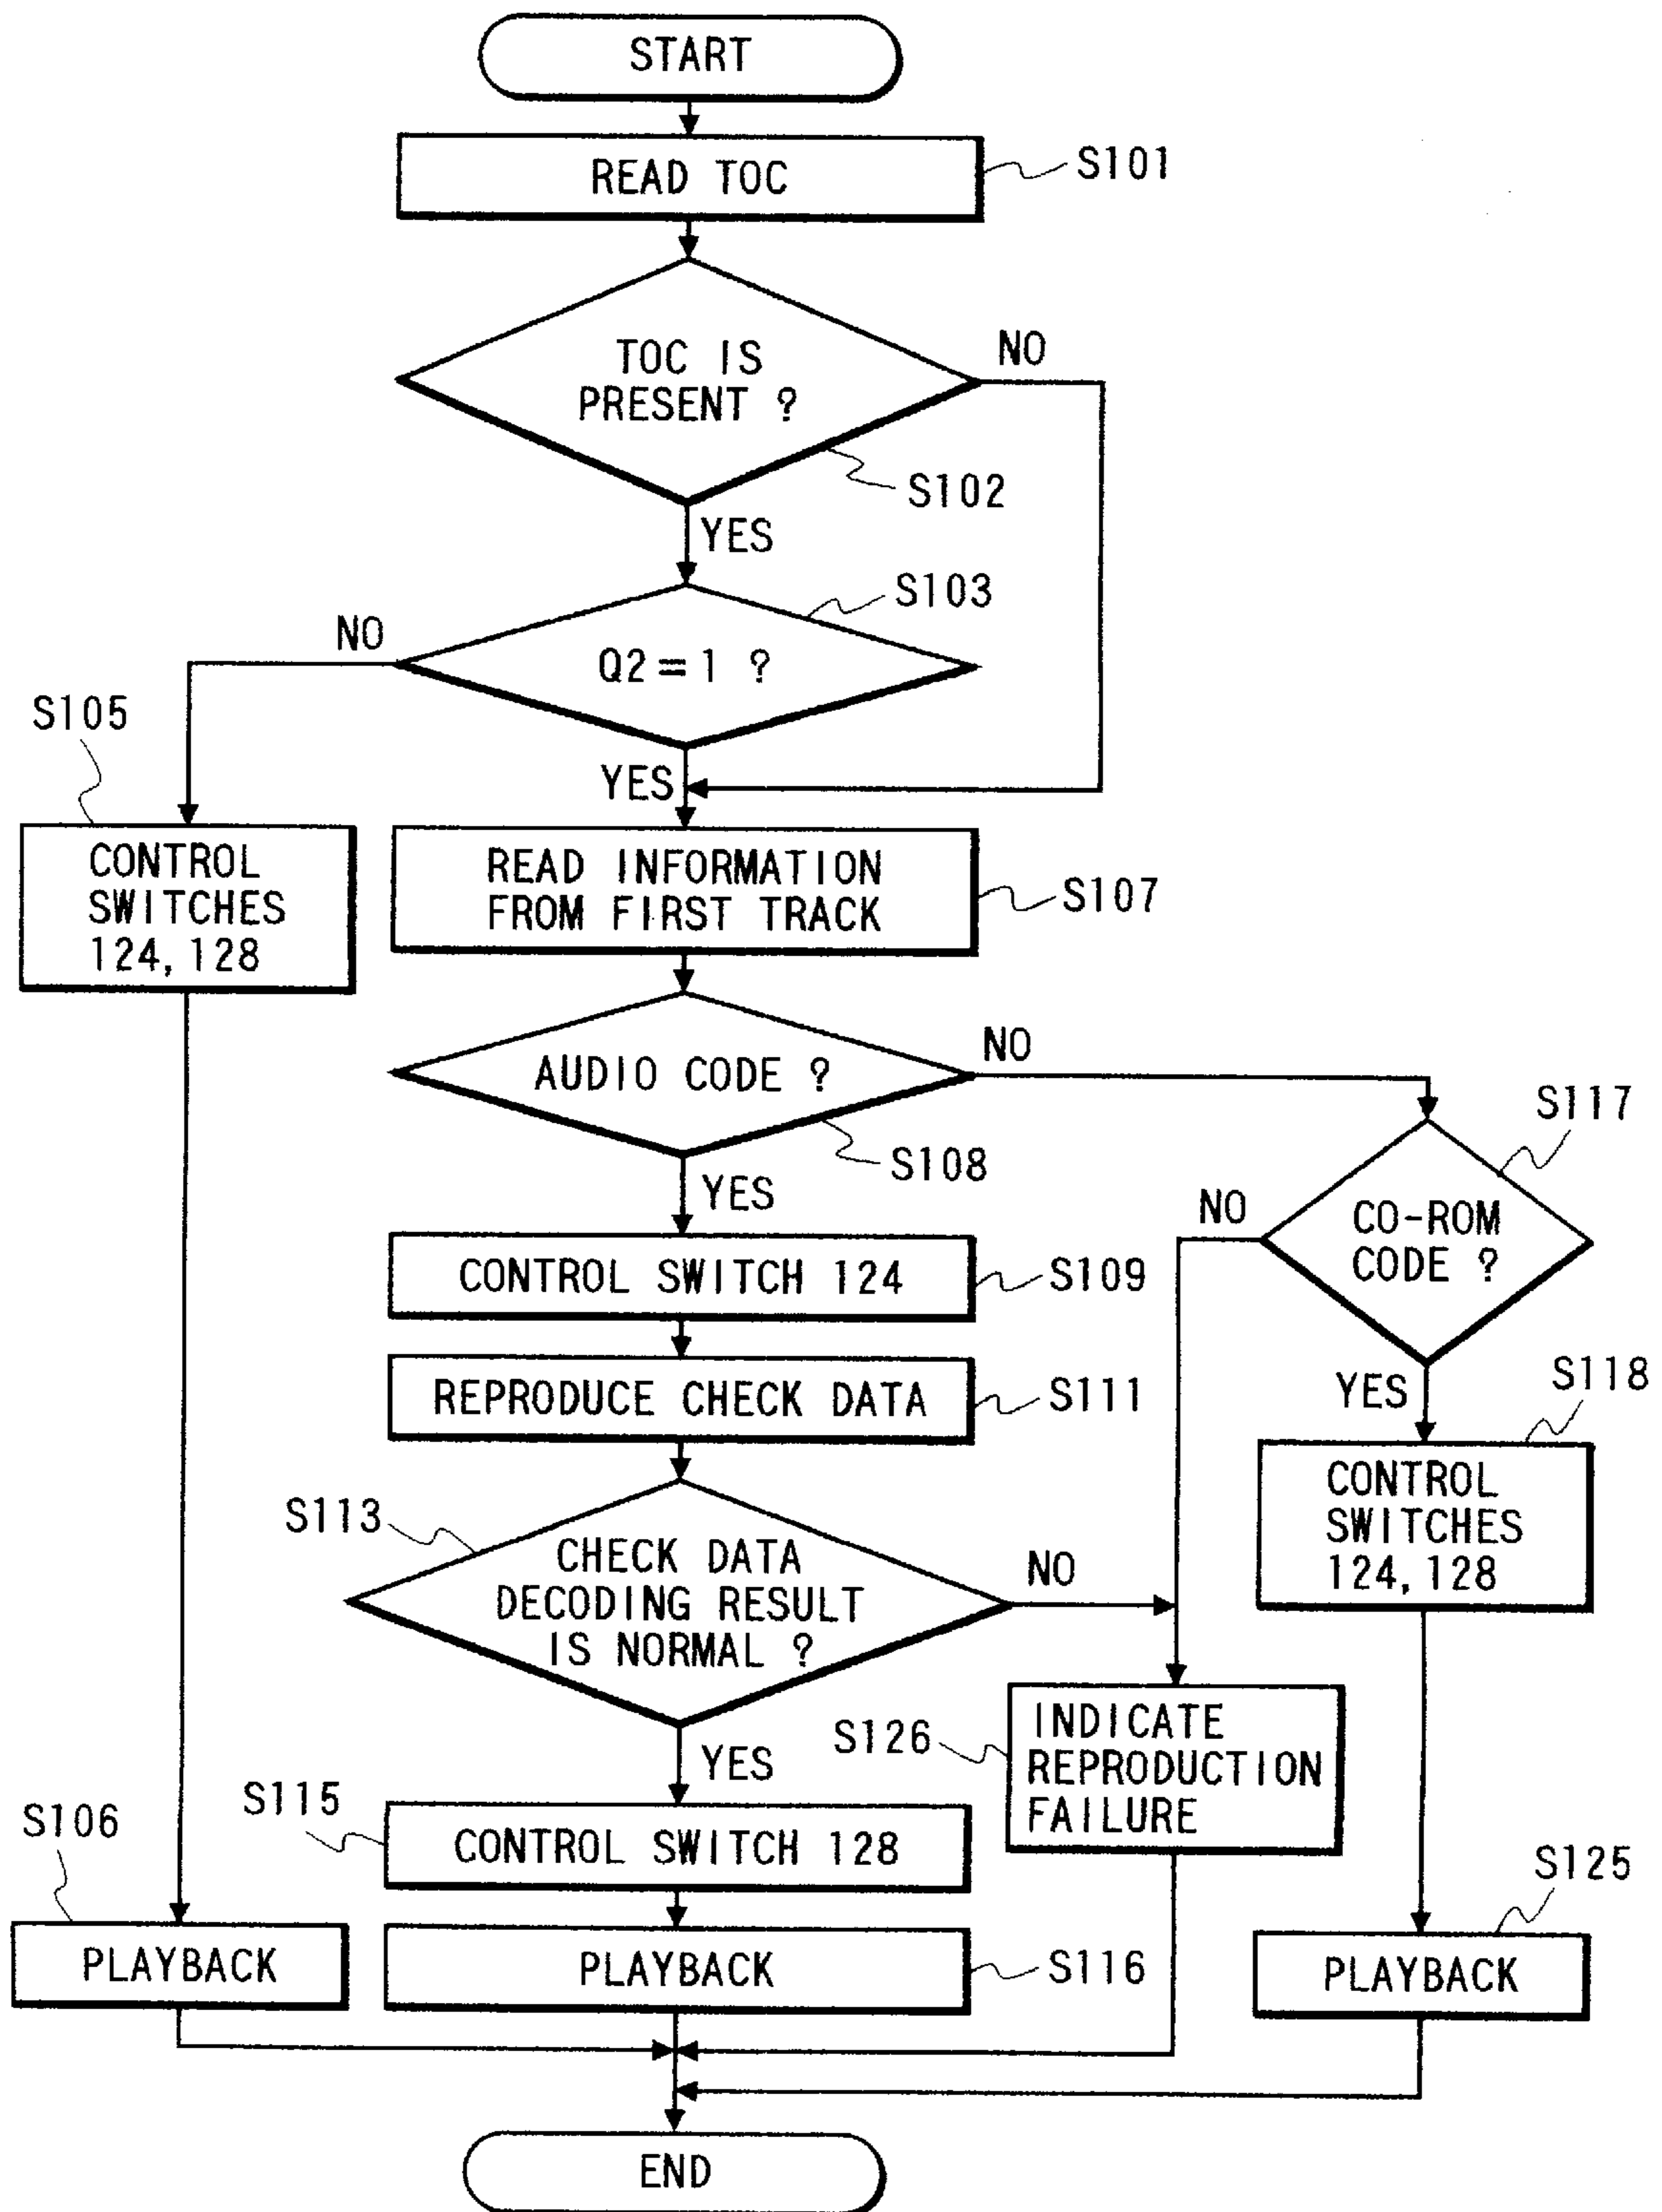 START
READ TOC
S101
TOC IS
PRESENT ?
NO
S102
YES
S103
NO
Q2 = 1 ?
S105
YES
CONTROL
SWITCHES
124, 128
READ INFORMATION
FROM FIRST TRACK
S107
AUDIO CODE ?
NO
S108
S117
YES
NO
CO-ROM
CODE ?
CONTROL SWITCH 124
S109
REPRODUCE CHECK DATA
S111
YES
S118
S113
CHECK DATA
DECODING RESULT
IS NORMAL ?
NO
CONTROL
SWITCHES
124, 128
YES
S126
INDICATE
REPRODUCTION
FAILURE
S106
S115
CONTROL SWITCH 128
S125
PLAYBACK
PLAYBACK
S116
PLAYBACK
END